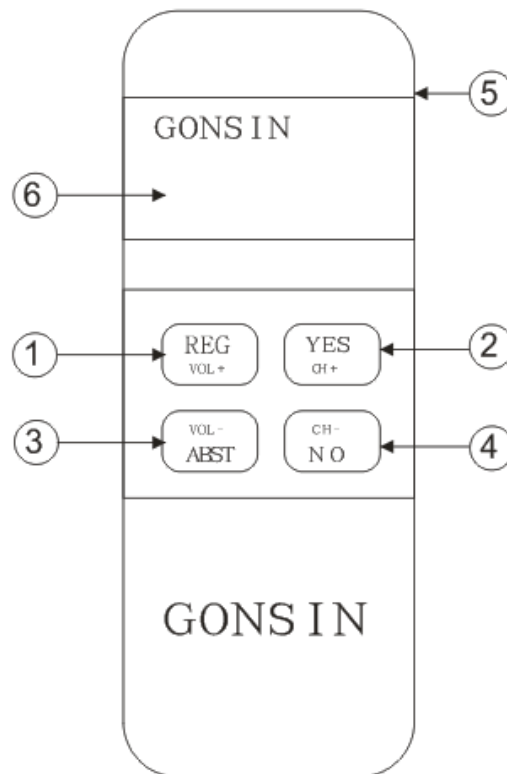 GONSIN
5
6
REG
VOL+
YES
CH+
1
2
VOL-
ABST
CH-
NO
3
4
GONSIN